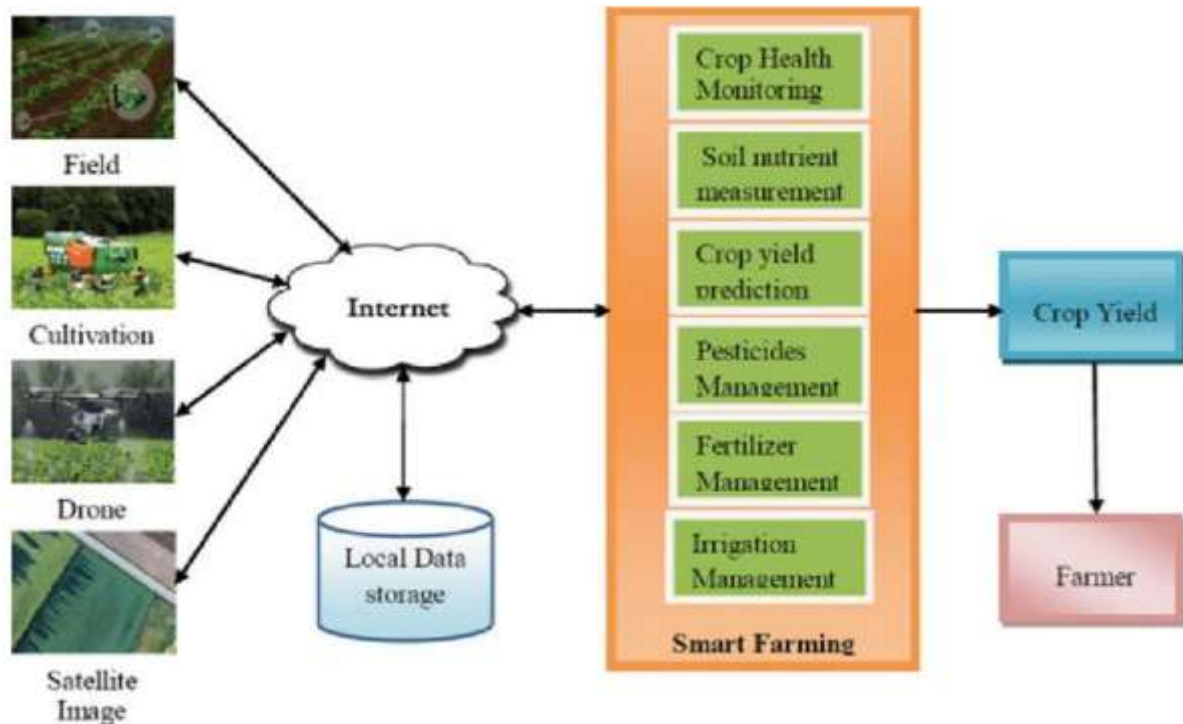 Field
Cultivation
Drone
Satellite
Image
Internet
Local Data
storage
Crop Health
Monitoring
Soil nutrient
measurement
Crop yield
prediction
Pesticides
Management
Fertilizer
Management
Irrigation
Management
Smart Farming
Crop Yield
Farmer